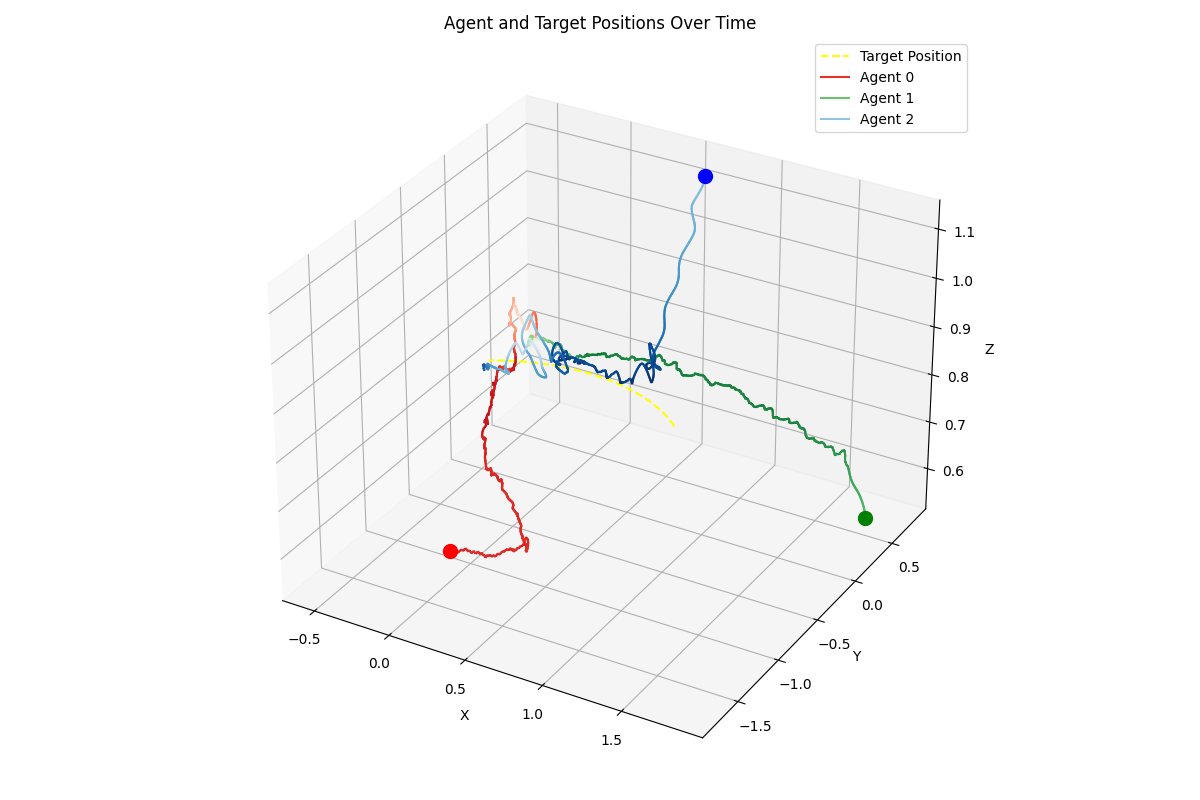 Agent and Target Positions Over Time
Target Position
Agent 0
Agent 1
Agent 2
Z
1.1
1.0
0.9
0.8
0.7
0.6
0.5
0.0
−0.5
−1.0
−1.5
Y
−0.5
0.0
0.5
1.0
1.5
X